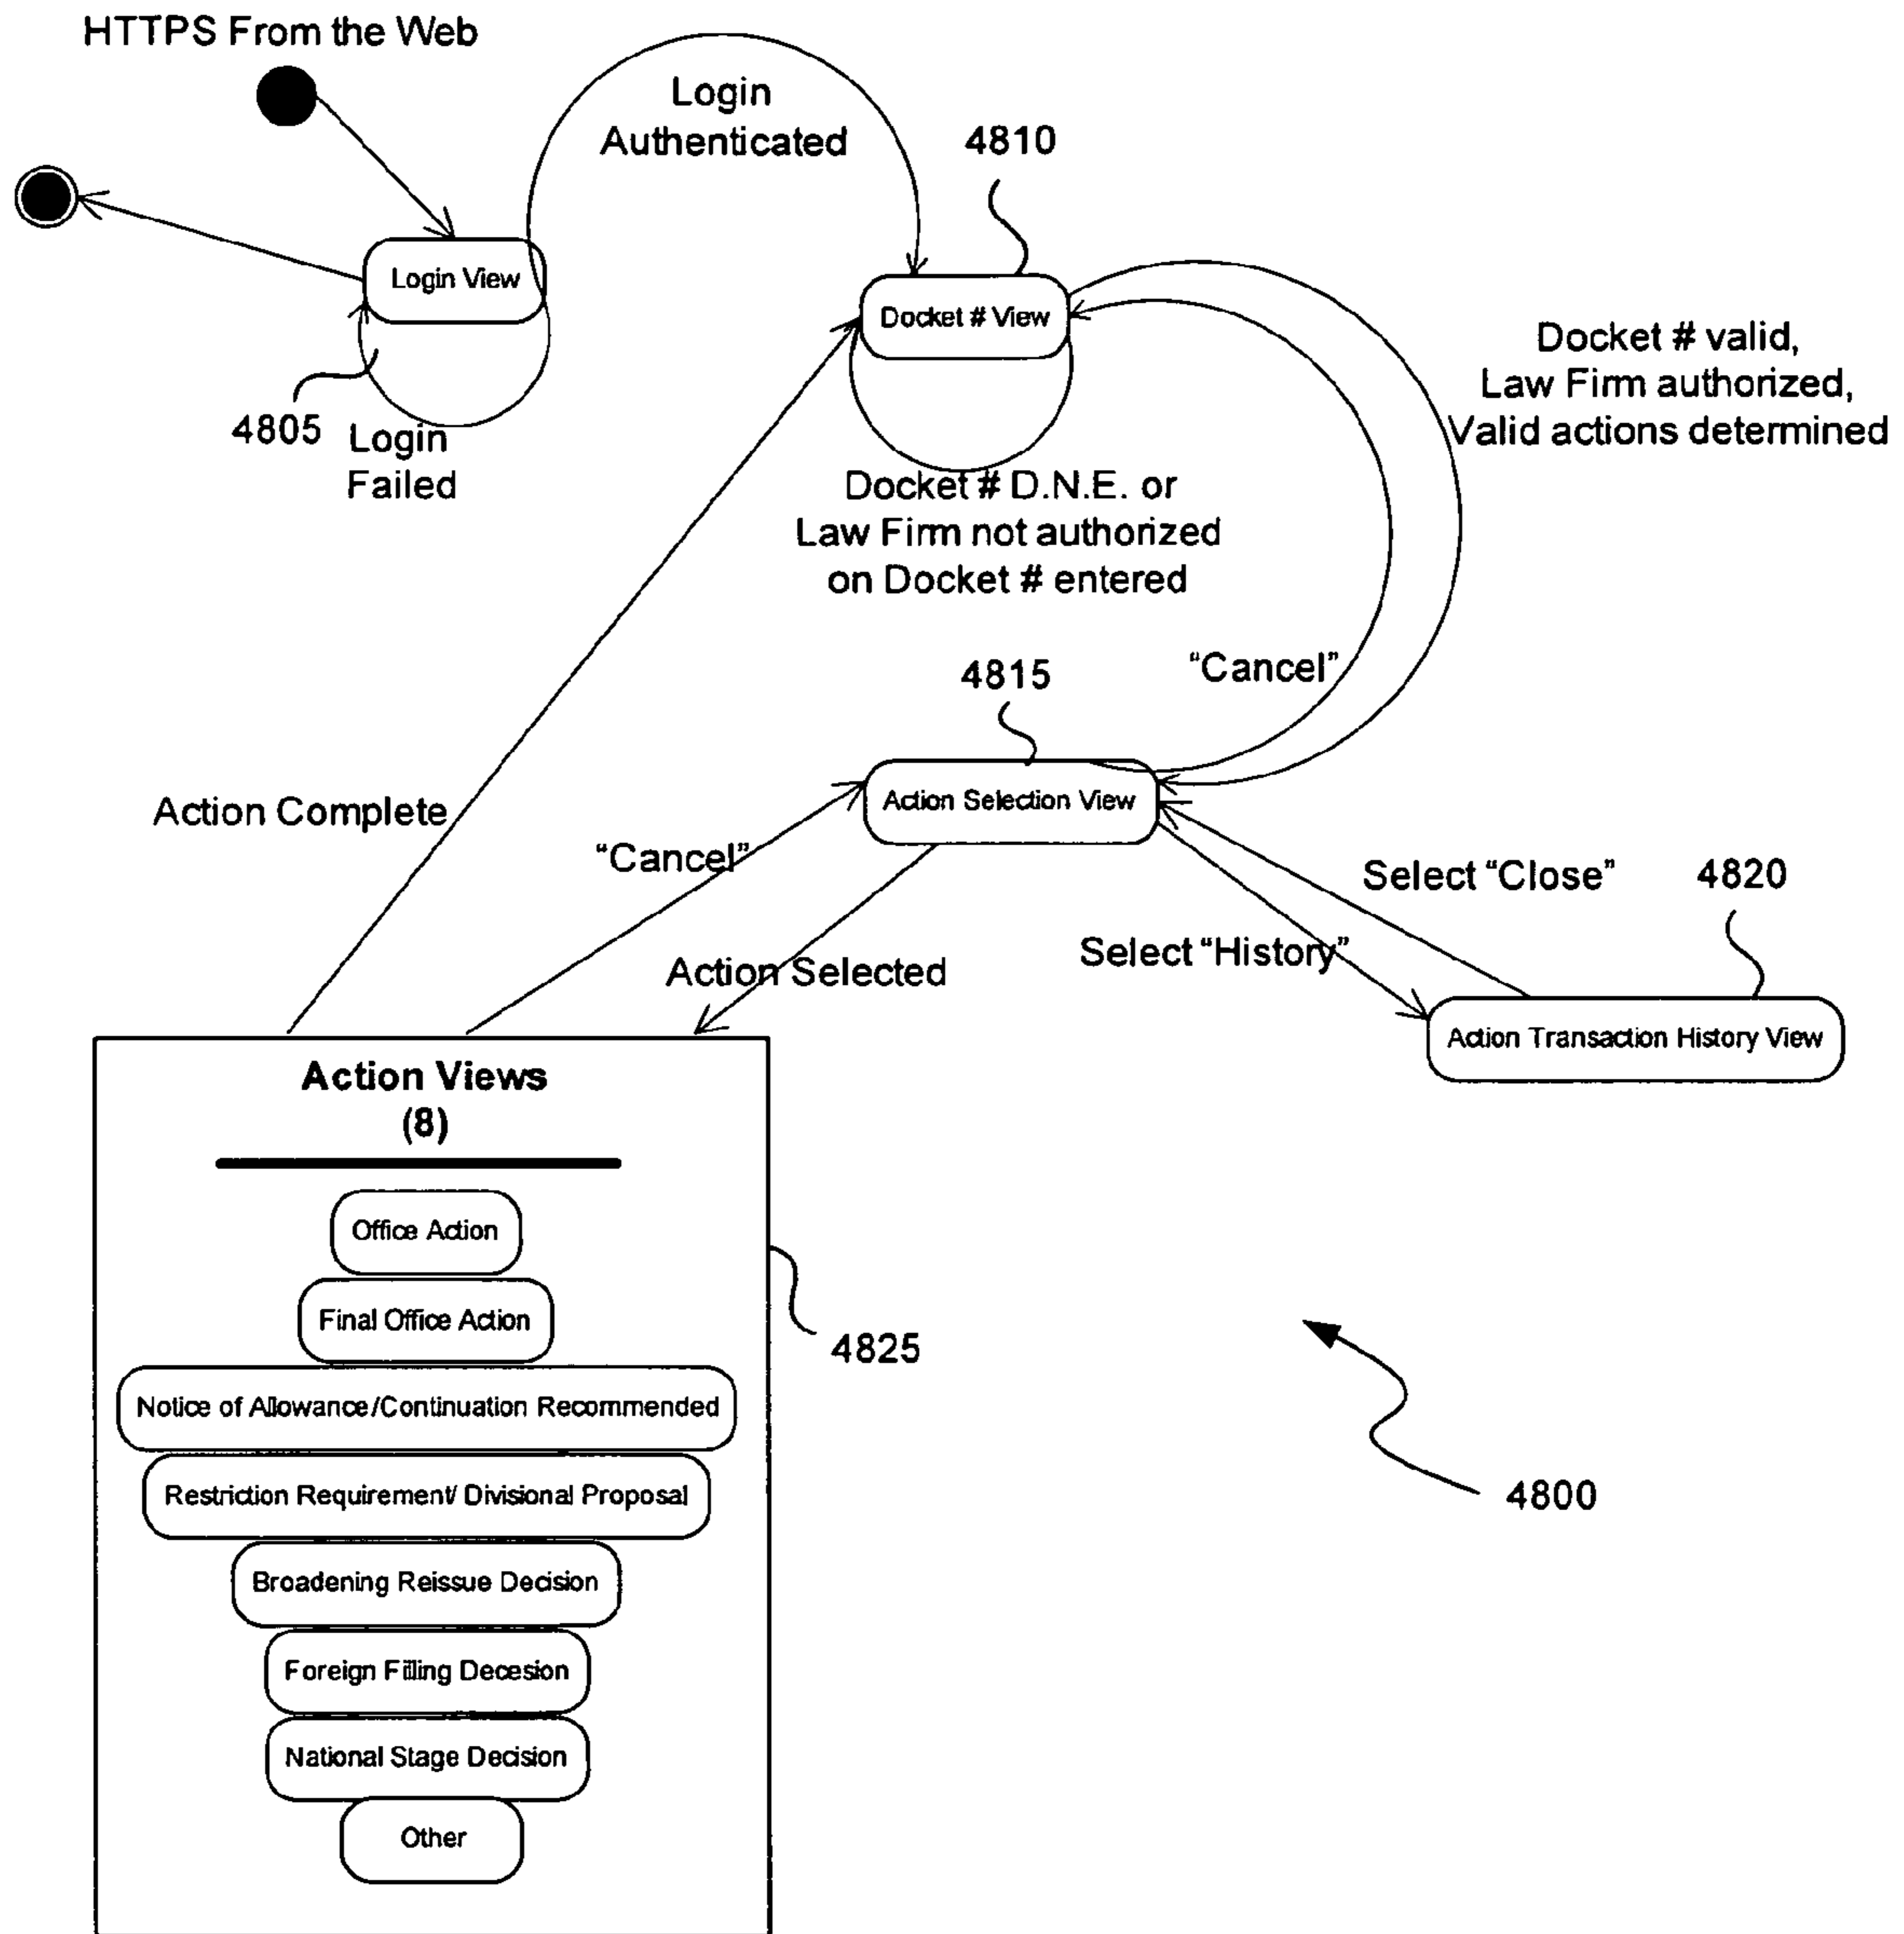 HTTPS From the Web
Login
Authenticated
4810
Login View
Docket # View
Docket # valid,
Law Firm authorized,
Valid actions determined
4805
Login
Failed
Docket # D.N.E. or
Law Firm not authorized
on Docket # entered
"Cancel"
4815
Action Selection View
Action Complete
"Cancel"
Select "Close"
4820
Select "History"
Action Selected
Action Transaction History View
Action Views
(8)
Office Action
Final Office Action
4825
Notice of Allowance/Continuation Recommended
Restriction Requirement/ Divisional Proposal
4800
Broadening Reissue Decision
Foreign Filling Decesion
National Stage Decision
Other